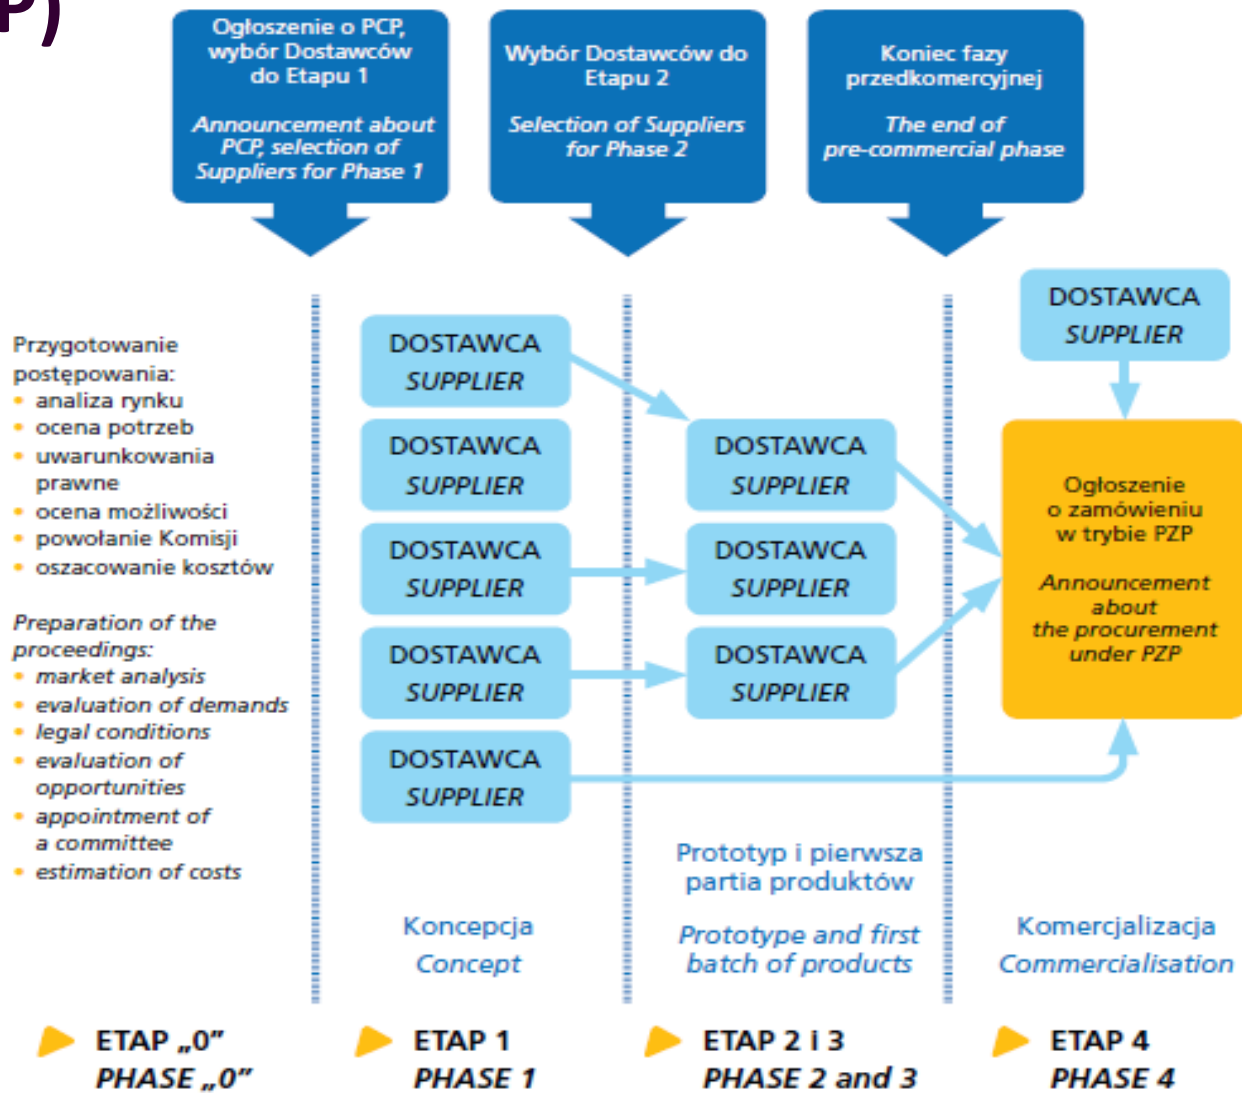 P)
Ogłoszenie o PCP,
wybór Dostawców
do Etapu 1
Announcement about
PCP, selection of
Suppliers for Phase 1
Wybór Dostawców do
Etapu 2
Selection of Suppliers
for Phase 2
Koniec fazy
przedkomercyjnej
The end of
pre-commercial phase
Przygotowanie
postępowania:
• analiza rynku
• ocena potrzeb
• uwarunkowania
prawne
• ocena możliwości
• powołanie Komisji
• oszacowanie kosztów
Preparation of the
proceedings:
• market analysis
• evaluation of demands
• legal conditions
• evaluation of
opportunities
• appointment of
a committee
• estimation of costs
DOSTAWCA
SUPPLIER
DOSTAWCA
SUPPLIER
DOSTAWCA
SUPPLIER
DOSTAWCA
SUPPLIER
DOSTAWCA
SUPPLIER
Koncepcja
Concept
DOSTAWCA
SUPPLIER
DOSTAWCA
SUPPLIER
DOSTAWCA
SUPPLIER
Prototyp i pierwsza
partia produktów
Prototype and first
batch of products
DOSTAWCA
SUPPLIER
Ogłoszenie
o zamówieniu
w trybie PZP
Announcement
about
the procurement
under PZP
Komercjalizacja
Commercialisation
ETAP „0”
PHASE „0”
ETAP 1
PHASE 1
ETAP 2 i 3
PHASE 2 and 3
ETAP 4
PHASE 4